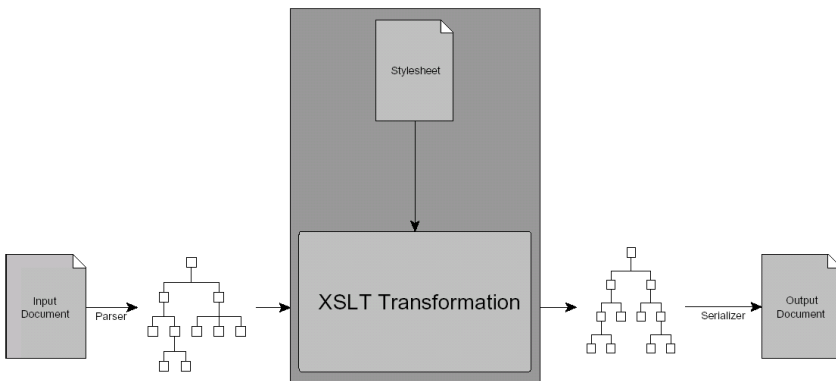 Stylesheet
XSLT Transformation
Input
Document
Parser
Serializer
Output
Document